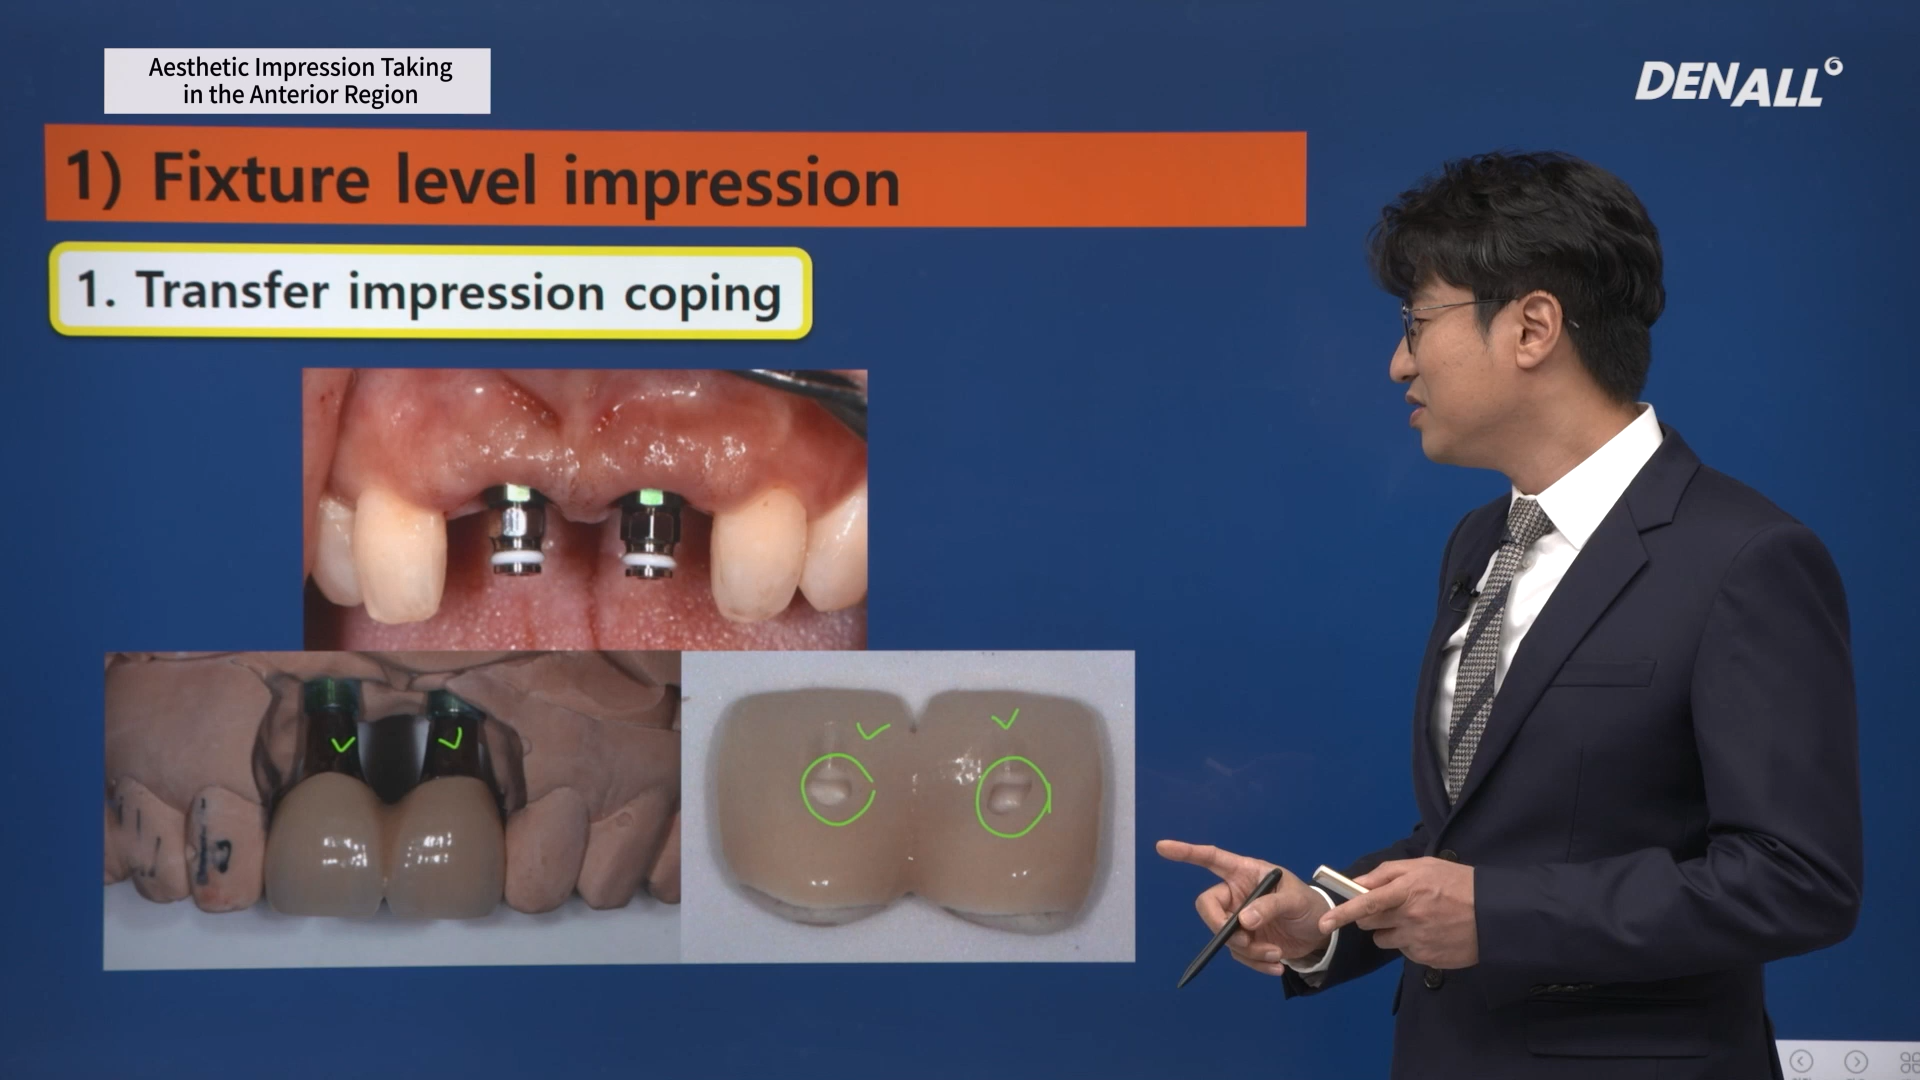 Aesthetic Impression Taking
in the Anterior Region
DENALL
1) Fixture level impression
1. Transfer impression coping